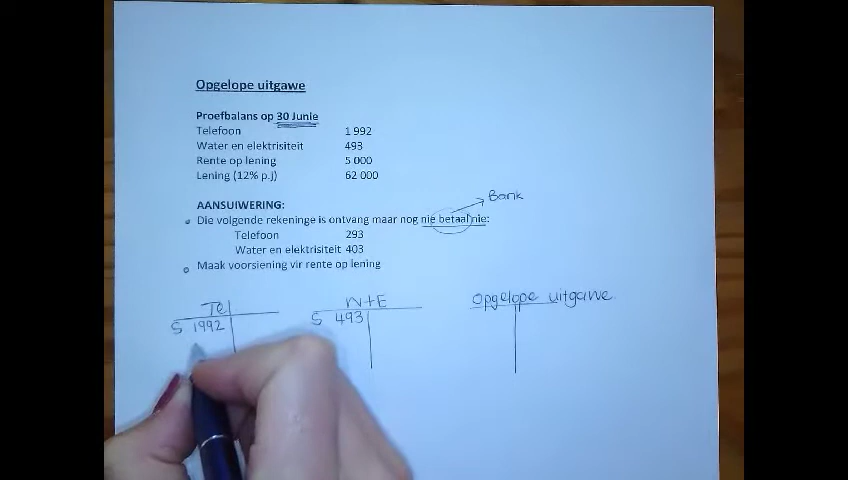 Opgelope uitgawe
Proefbalans op 30 Junie
Telefoon 1 992
Water en elektrisiteit 493
Rente op lening 5 000
Lening (12% p.j) 62 000
AANSUIWERING:
Bank
Die volgende rekeninge is ontvang maar nog nie betaal nie:
Telefoon 293
Water en elektrisiteit 403
Maak voorsiening vir rente op lening
Tel W+E Opgelope uitgawe
S 1992 S 493